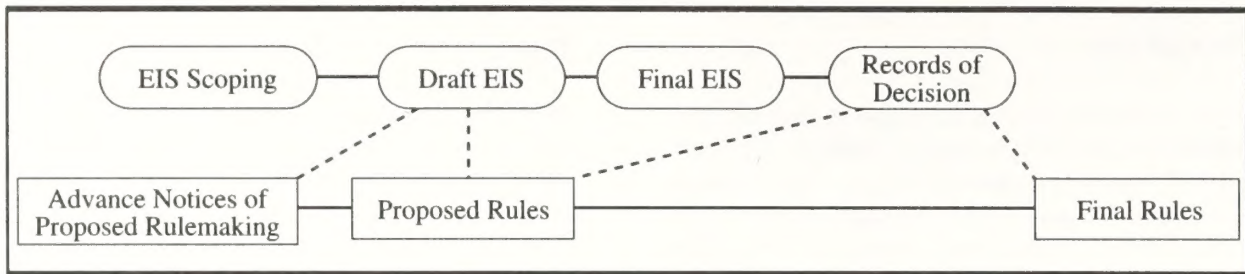 EIS Scoping
Draft EIS
Final EIS
Records of
Decision
Advance Notices of
Proposed Rulemaking
Proposed Rules
Final Rules